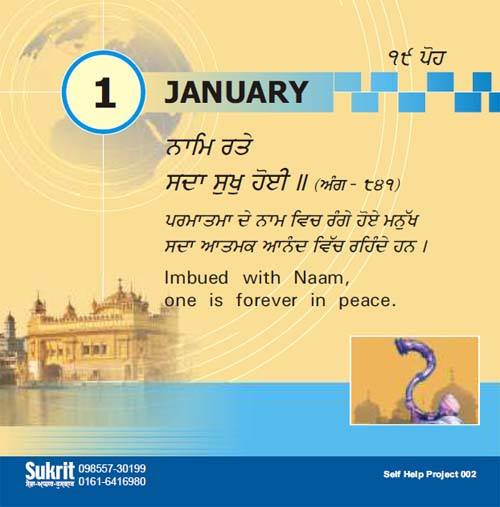 ੧੯ ਪੋਹ
1 JANUARY
ਨਾਮਿ ਰਤੇ
ਸਦਾ ਸੁਖੁ ਹੋਈ ॥ (ਅੰਗ - ੮੪੧)
ਪਰਮਾਤਮਾ ਦੇ ਨਾਮ ਵਿਚ ਰੰਗੇ ਹੋਏ ਮਨੁੱਖ
ਸਦਾ ਆਤਮਕ ਆਨੰਦ ਵਿੱਚ ਰਹਿੰਦੇ ਹਨ ।
Imbued with Naam,
one is forever in peace.
Sukrit 098557-30199
0161-6416980
Self Help Project 002